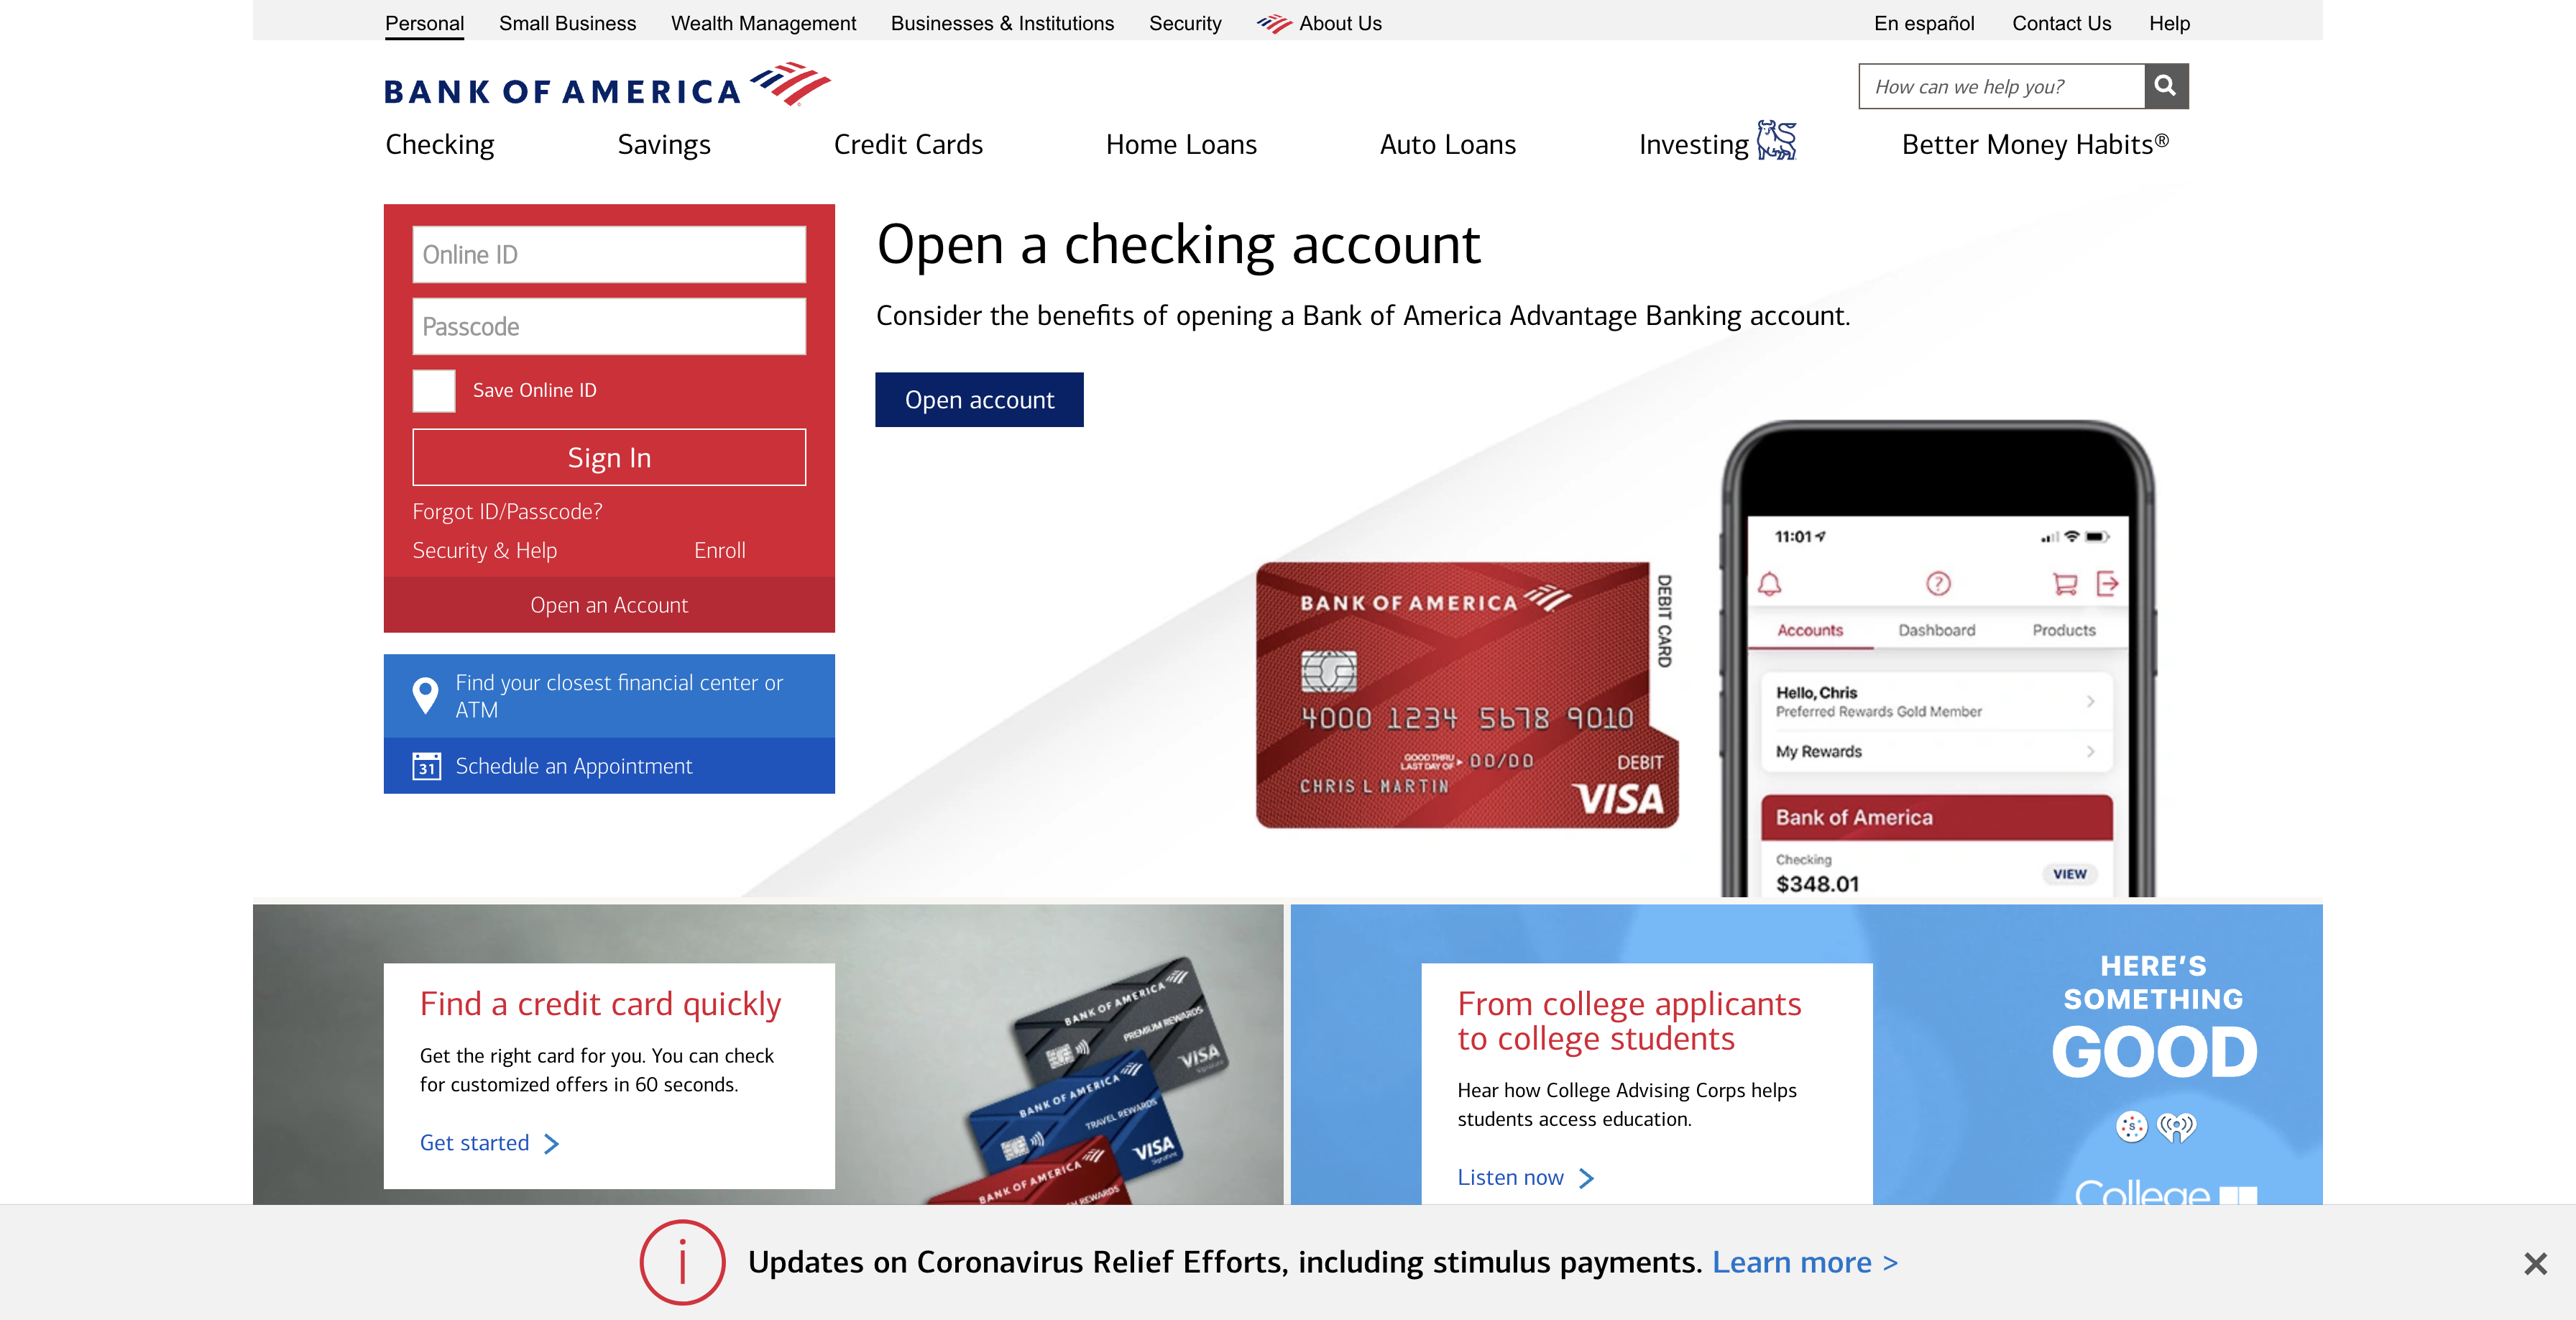 Personal Small Business Wealth Management Businesses & Institutions Security About Us En español Contact Us Help
BANK OF AMERICA
How can we help you?
Checking Savings Credit Cards Home Loans Auto Loans Investing Better Money Habits®
Online ID
Passcode
Save Online ID
Sign In
Forgot ID/Passcode?
Security & Help Enroll
Open an Account
Find your closest financial center or
ATM
31
Schedule an Appointment
Open a checking account
Consider the benefits of opening a Bank of America Advantage Banking account.
Open account
BANK OF AMERICA
DEBIT CARD
4000 1234 5678 9010
GOOD THRU
LAST DAY OF 00/00
DEBIT
CHRIS L MARTIN
VISA
11:01
?
Accounts Dashboard Products
Hello, Chris
Preferred Rewards Gold Member
My Rewards
Bank of America
Checking
$348.01
VIEW
Find a credit card quickly
Get the right card for you. You can check
for customized offers in 60 seconds.
Get started
BANK OF AMERICA
PREMIUM REWARDS
VISA
Signature
BANK OF AMERICA
TRAVEL REWARDS
VISA
Signature
BANK OF AMERICA
REWARDS
From college applicants
to college students
Hear how College Advising Corps helps
students access education.
Listen now
HERE'S
SOMETHING
GOOD
S
College
i
Updates on Coronavirus Relief Efforts, including stimulus payments. Learn more >